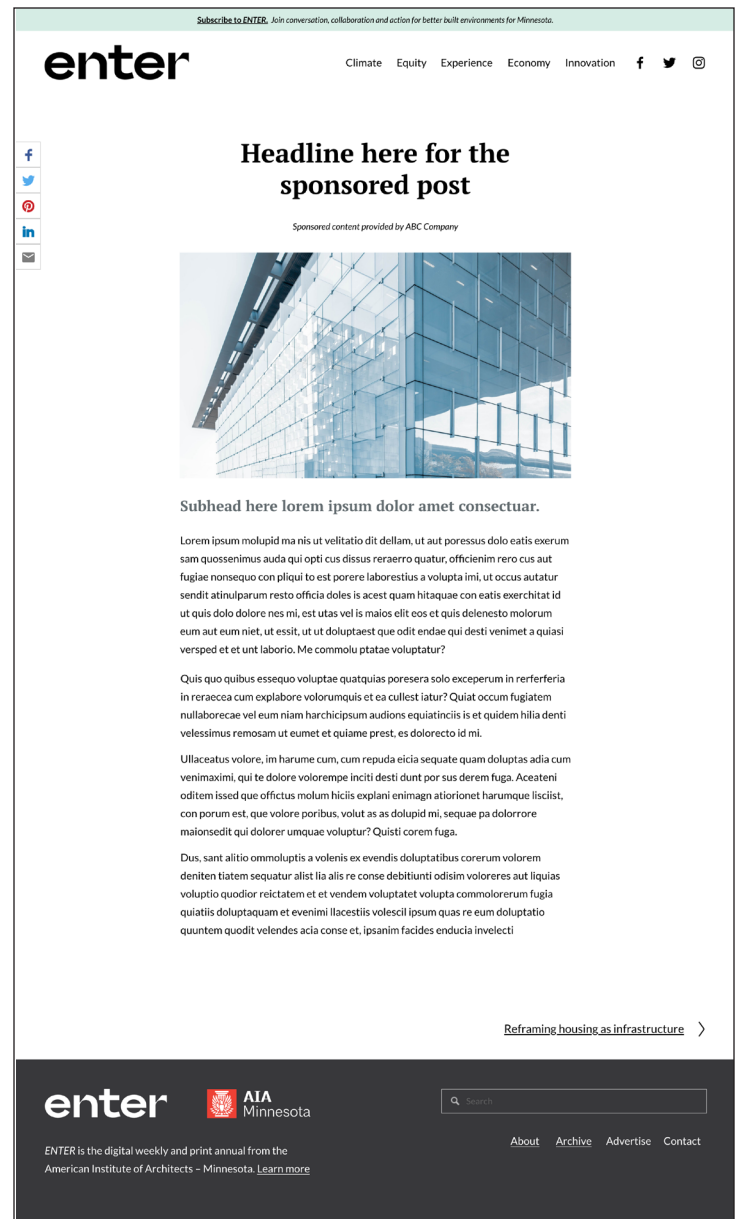 Subscribe to ENTER. Join conversation, collaboration and action for better built environments for Minnesota.
enter
Climate Equity Experience Economy Innovation
Headline here for the
sponsored post
Sponsored content provided by ABC Company
Subhead here lorem ipsum dolor amet consectuar.
Lorem ipsum molupid ma nis ut velitatio dit dellam, ut aut poressus dolo eatis exerum
sam quossenimus auda qui opti cus dissus reraerro quatur, officienim rero cus aut
fugiae nonsequo con pliqui to est porere laborestius a volupta imi, ut occus autatur
sendit atinulparum resto officia doles is acest quam hitaquae con eatis exerchitat id
ut quis dolo dolore nes mi, est utas vel is maios elit eos et quis delenesto molorum
eum aut eum niet, ut essit, ut ut doluptaest que odit endae qui desti venimet a quiasi
versped et et unt laborio. Me commolu ptatae voluptatur?
Quis quo quibus essequo voluptae quatquias poresera solo exceperum in rerferferia
in reraecea cum explabore volorumquis et ea cullest iatur? Quiat occum fugiatem
nullaborecae vel eum niam harchicipsum audions equiatinciis is et quidem hilia denti
velessimus remosam ut eumet et quiame prest, es dolorecto id mi.
Ullaceatus volore, im harume cum, cum repuda eicia sequate quam doluptas adia cum
venimaximi, qui te dolore volorempe inciti desti dunt por sus derem fuga. Aceateni
oditem issed que offictus molum hiciis explani enimagn atiorionet harumque lisciist,
con porum est, que volore poribus, volut as as dolupid mi, sequae pa dolorrore
maionsedit qui dolorer umquae voluptur? Quisti corem fuga.
Dus, sant alitio ommoluptis a volenis ex evendis doluptatibus corerum volorem
deniten tiatem sequatur alist lia alis re conse debitiunti odisim voloreres aut liquias
voluptio quodior reictatem et et vendem voluptatet volupta commolorerum fugia
quiatiis doluptaquam et evenimi llacestiis volescil ipsum quas re eum doluptatio
quuntem quodit velendes acia conse et, ipsanim facides enducia invelecti
Reframing housing as infrastructure
enter AIA Minnesota
Search
About Archive Advertise Contact
ENTER is the digital weekly and print annual from the
American Institute of Architects – Minnesota. Learn more